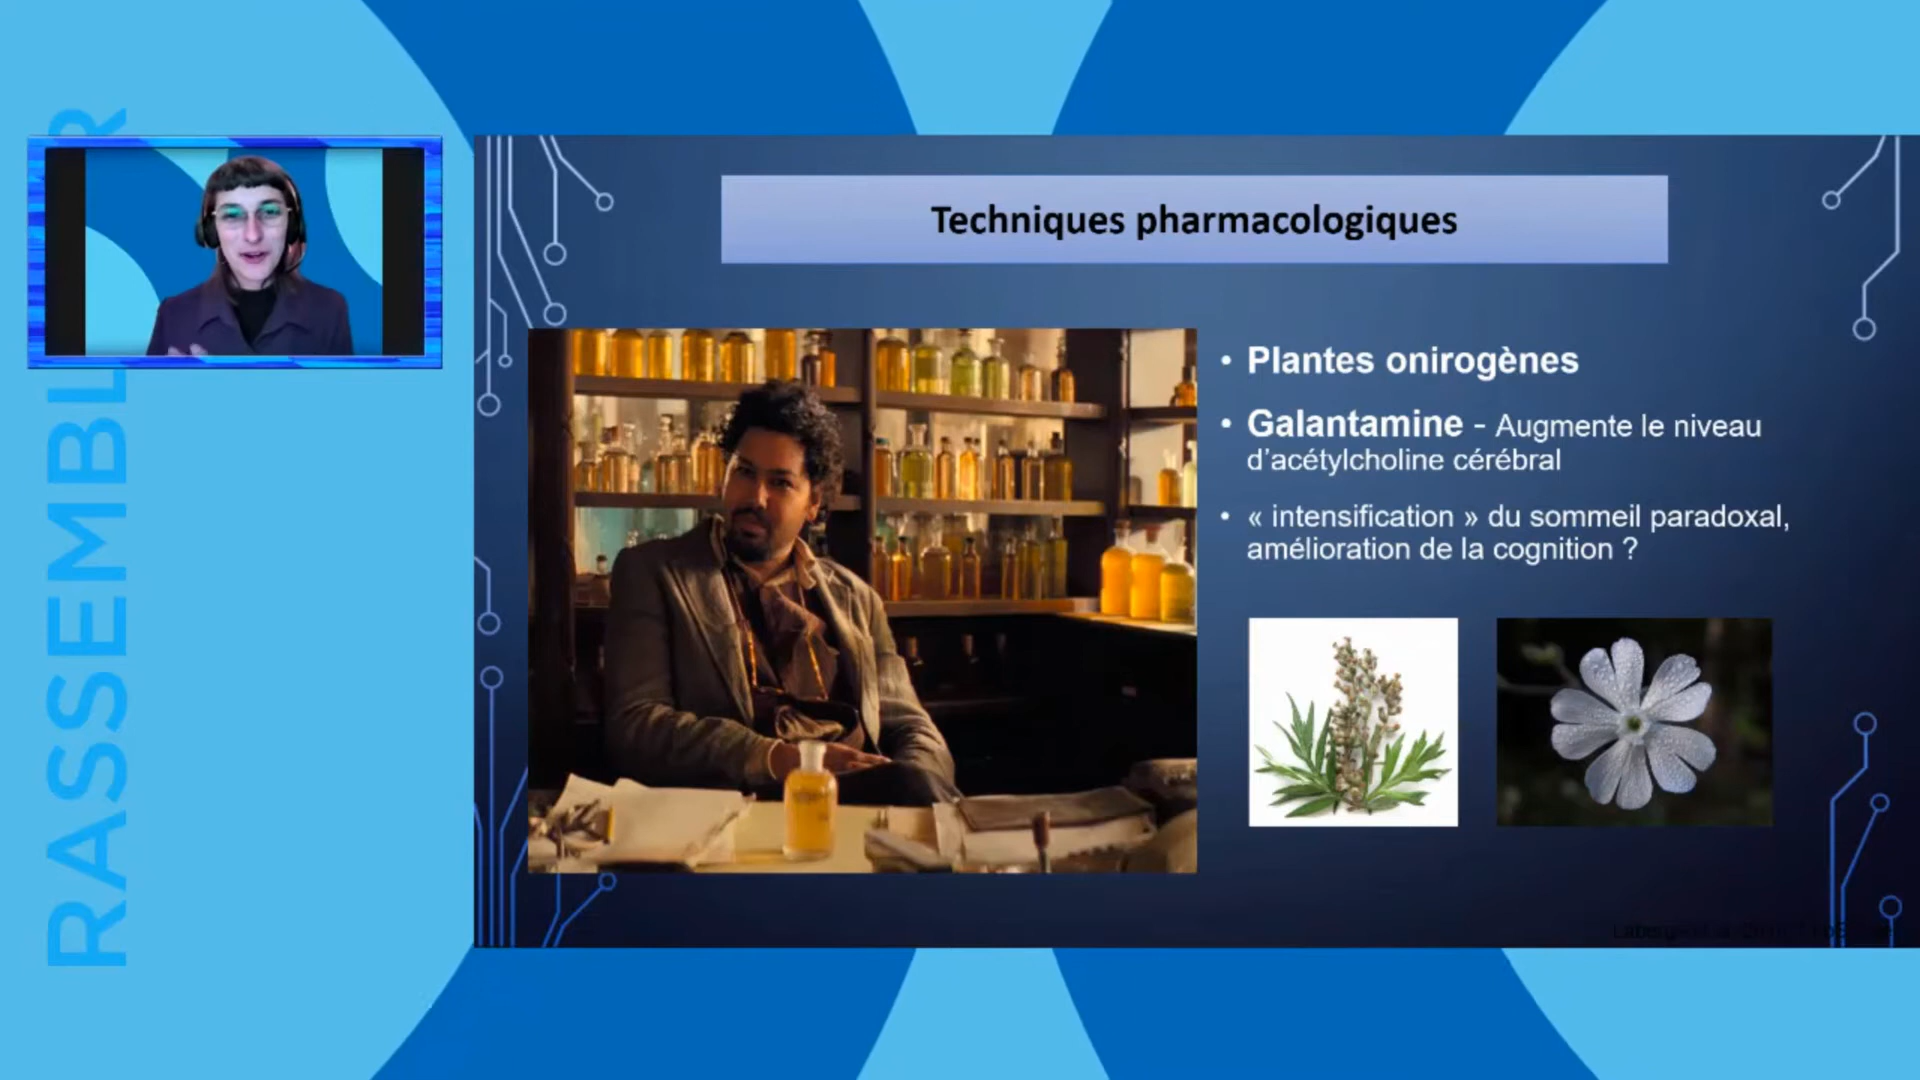 RASSEMBL R
Techniques pharmacologiques
• Plantes onirogènes
• Galantamine - Augmente le niveau
d'acétylcholine cérébral
• « intensification » du sommeil paradoxal,
amélioration de la cognition ?